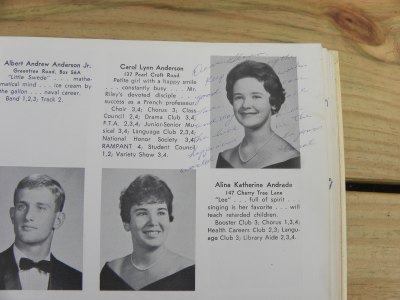 Albert Andrew Anderson Jr.
Greentree Road, Box 56A
"Little Swede" . . . mathe-
matical mind . . . ice cream by
the gallon . . . naval career.
Band 1,2,3; Track 2.
Carol Lynn Anderson
137 Pearl Croft Road
Petite girl with a happy smile
. . . constantly busy . . . Mr.
Riley's devoted disciple . . .
success as a French professor.
Choir 3,4; Chorus 2; Class
Council 2,4; Drama Club 3,4;
F.T.A. 2,3; Junior-Senior Mu-
sical 3,4; Language Club 2,3,4;
National Honor Society 3,4;
RAMPANT 4; Student Council
1,2; Variety Show 3,4.
Alina Katherine Andrade
147 Cherry Tree Lane
"Lee" . . . full of spirit . . .
singing is her favorite . . . will
teach retarded children.
Booster Club 3; Chorus 1,3,4;
Health Careers Club 2,3; Langu-
age Club 3; Library Aide 2,3,4.